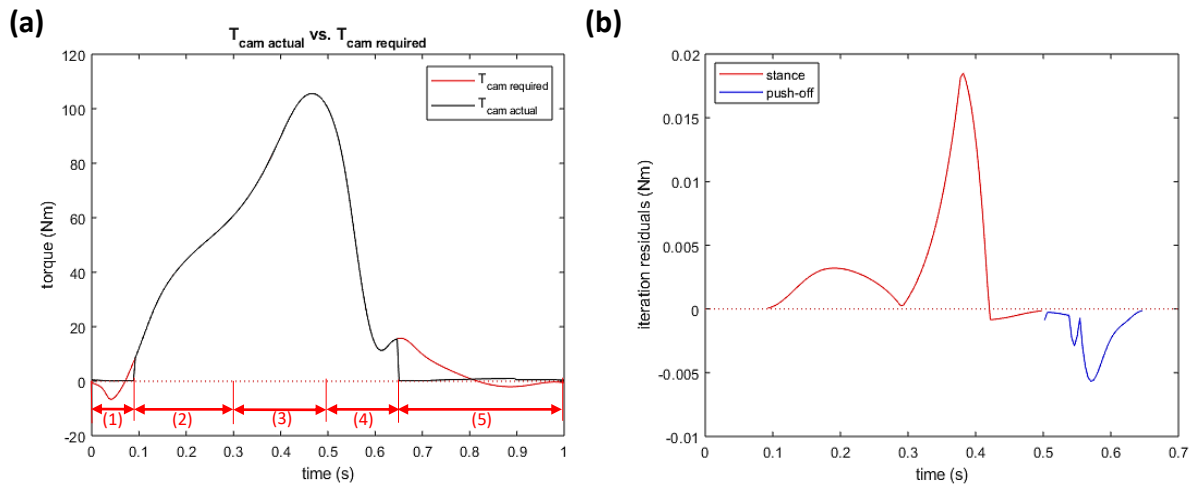 (a)
T cam actual vs. T cam required
120
100
80
60
40
20
0
-20
torque (Nm)
T cam required
T cam actual
(1) (2) (3) (4) (5)
0 0.1 0.2 0.3 0.4 0.5 0.6 0.7 0.8 0.9 1
time (s)
(b)
0.02
0.015
0.01
0.005
0
-0.005
-0.01
iteration residuals (Nm)
stance
push-off
0 0.1 0.2 0.3 0.4 0.5 0.6 0.7
time (s)